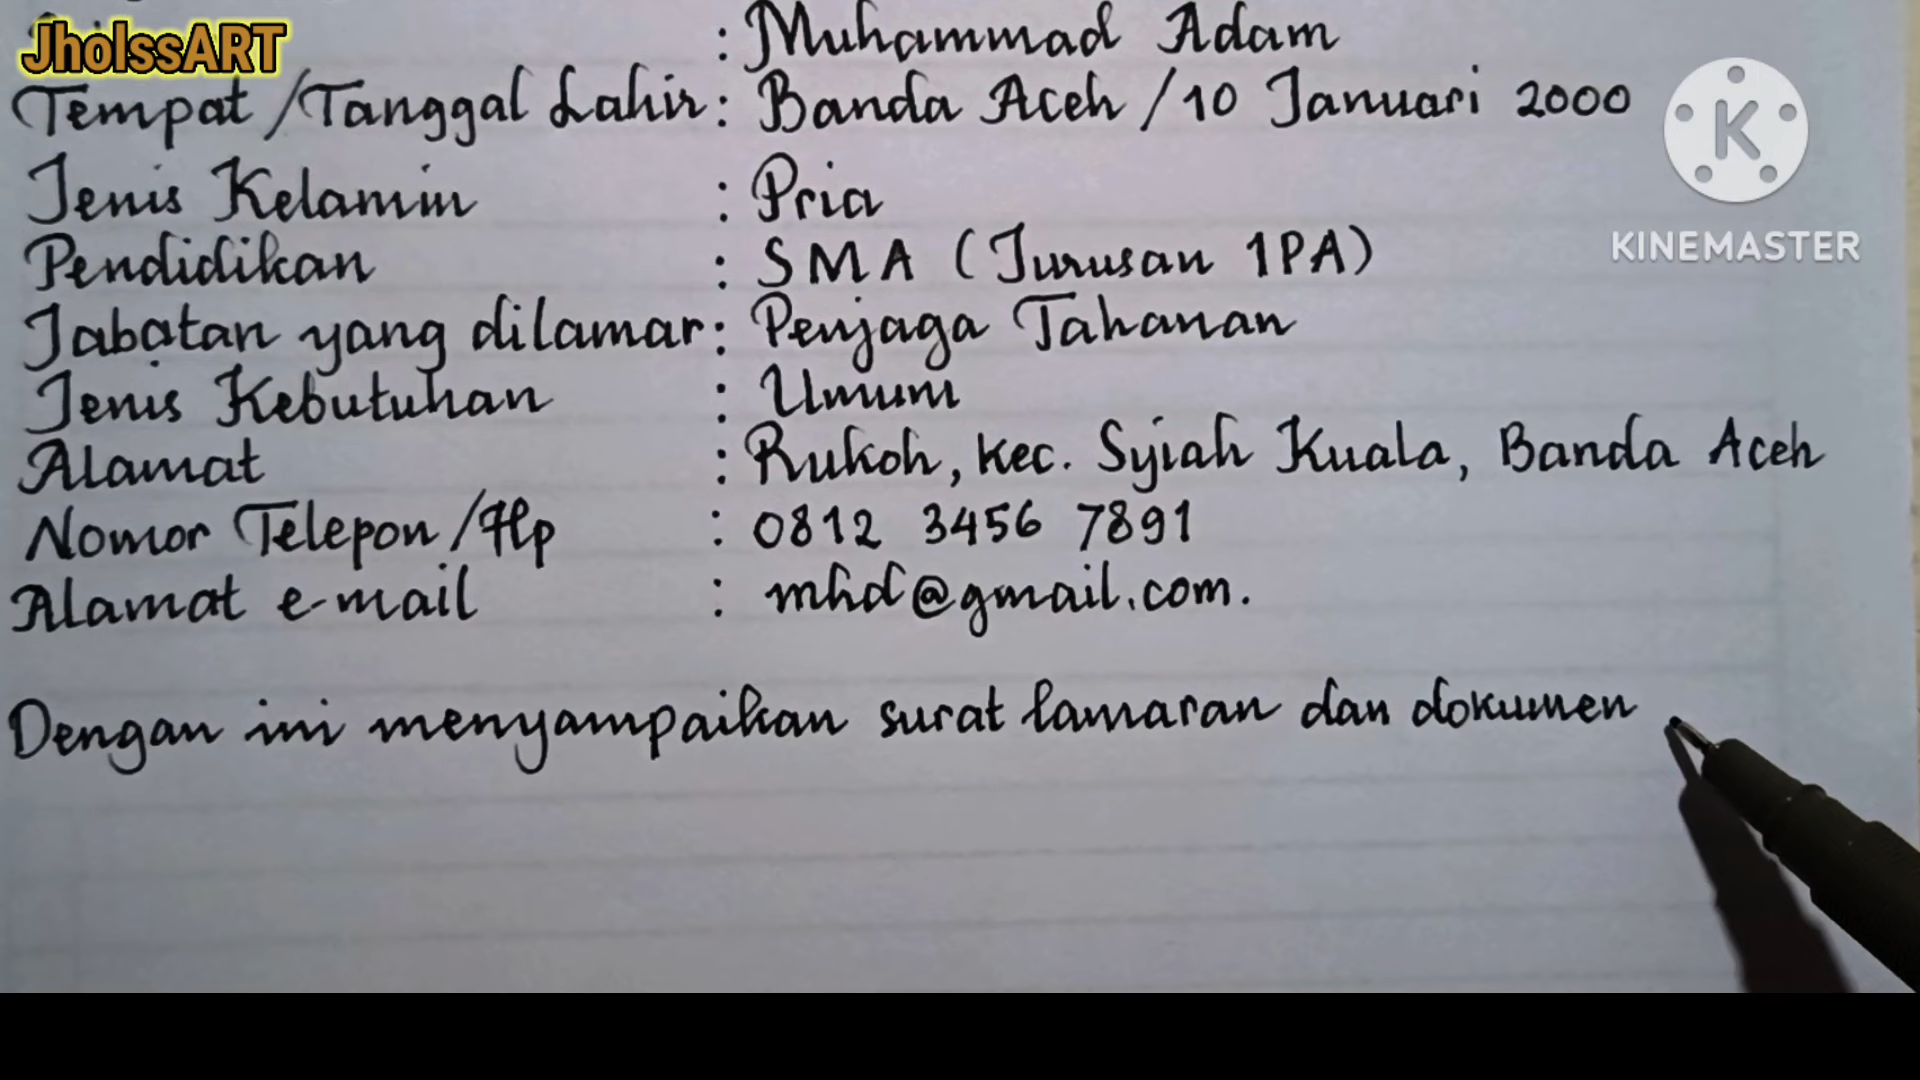 JholssART
: Muhammad Adam
Tempat/Tanggal Lahir : Banda Aceh/10 Januari 2000
K
Jenis Kelamin : Pria
KINEMASTER
Pendidikan : SMA (Jurusan IPA)
Jabatan yang dilamar : Penjaga Tahanan
Jenis Kebutuhan : Umum
Alamat : Rukoh, Kec. Syiah Kuala, Banda Aceh
Nomor Telepon/Hp : 0812 3456 7891
Alamat e-mail : mhd@gmail.com.
Dengan ini menyampaikan surat lamaran dan dokumen